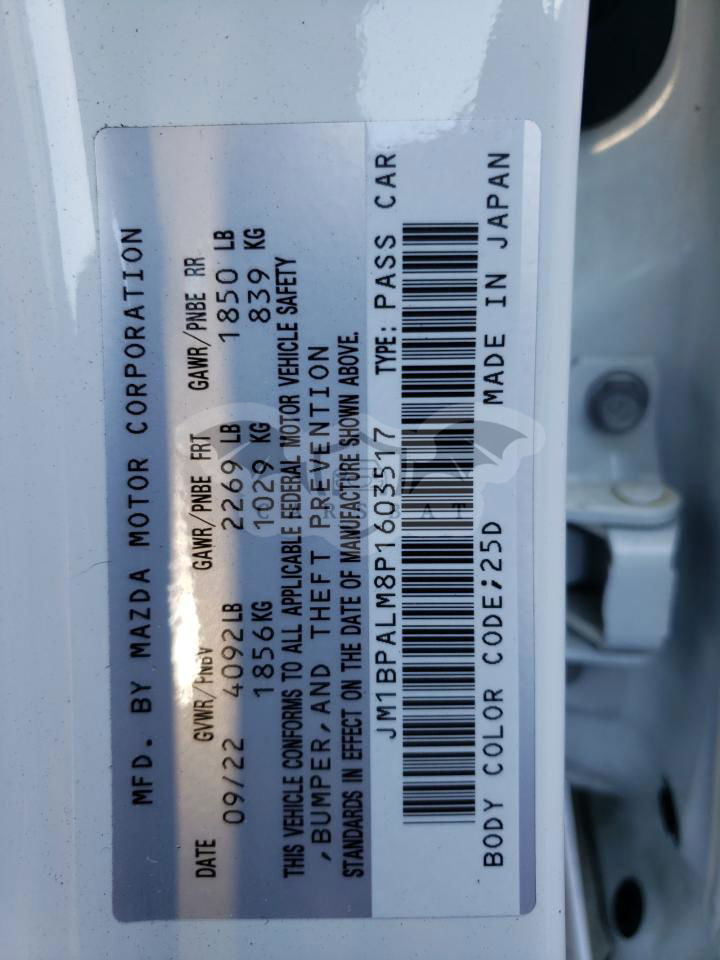 MFD. BY MAZDA MOTOR CORPORATION
DATE GVWR/PNBV GAWR/PNBE FRT GAWR/PNBE RR
09/22 4092LB 2269 LB 1850 LB
1856KG 1029 KG 839 KG
THIS VEHICLE CONFORMS TO ALL APPLICABLE FEDERAL MOTOR VEHICLE SAFETY
,BUMPER,AND THEFT PREVENTION
STANDARDS IN EFFECT ON THE DATE OF MANUFACTURE SHOWN ABOVE.
JM1BPALM8P1603517 TYPE: PASS CAR
BODY COLOR CODE;25D MADE IN JAPAN